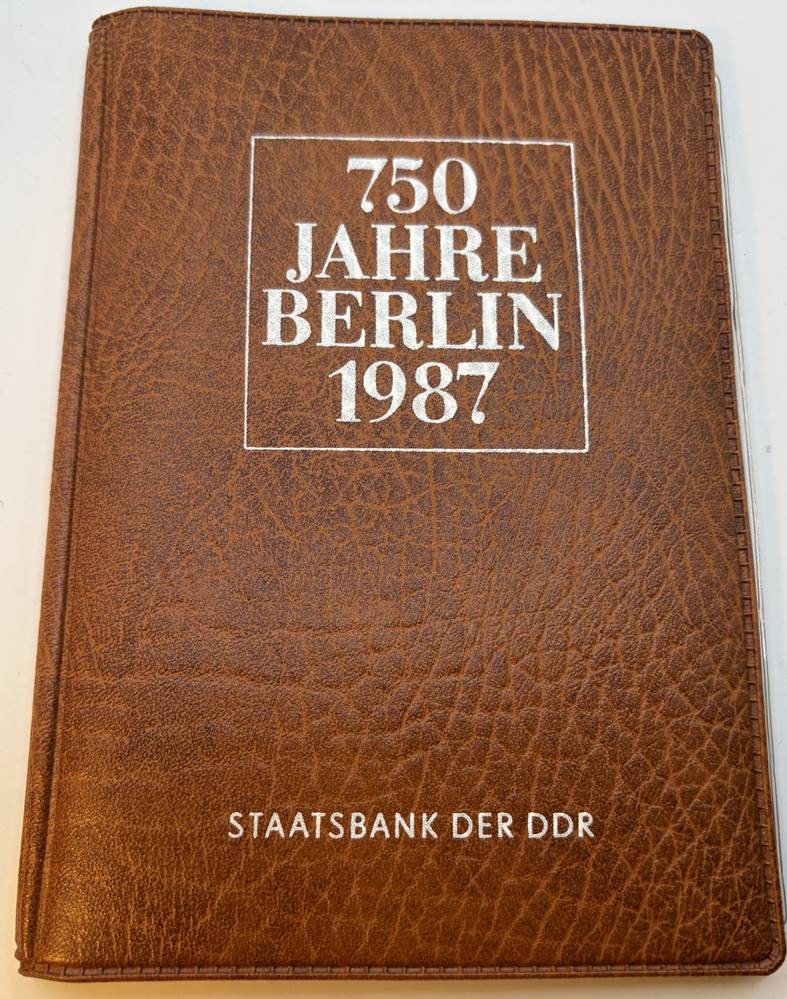 750
JAHRE
BERLIN
1987
STAATSBANK DER DDR